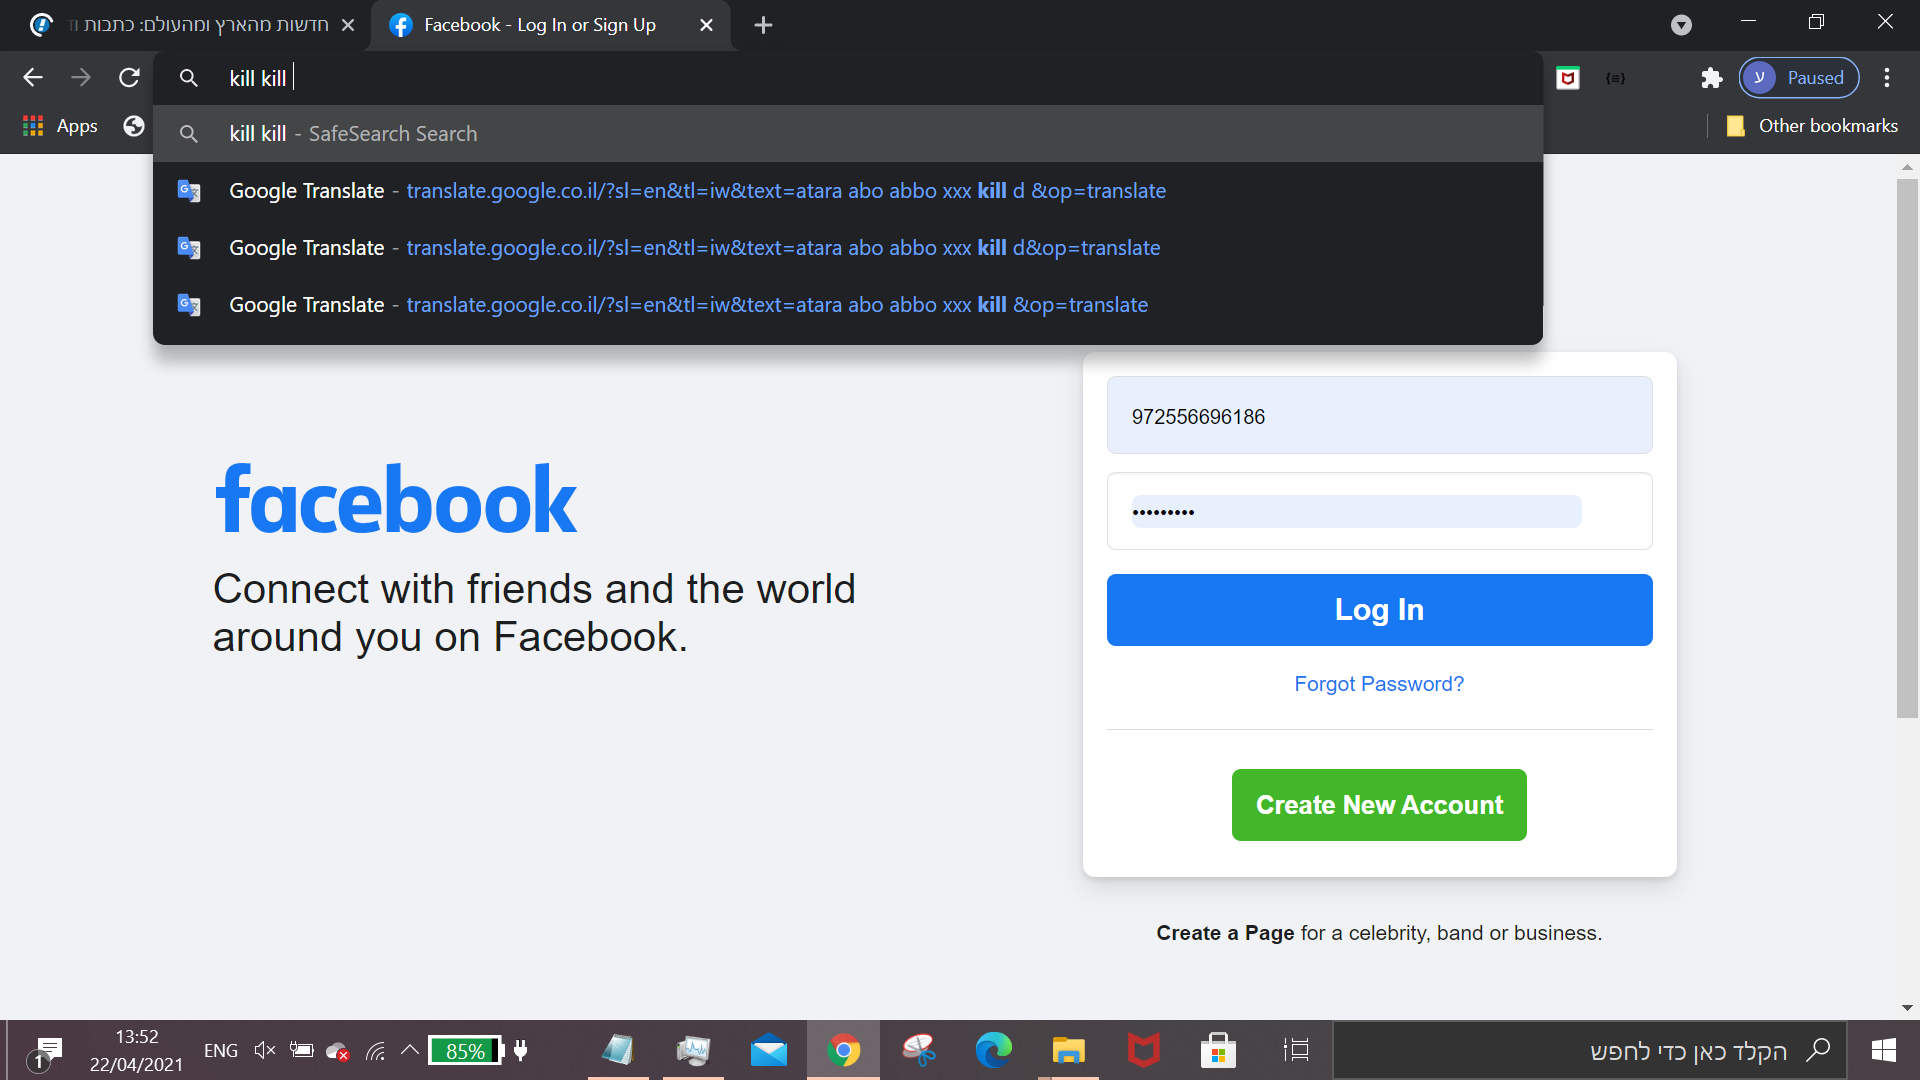 חדשות מהארץ ומהעולם: כתבות
Facebook - Log In or Sign Up
kill kill
Paused
ע
Apps
Other bookmarks
kill kill - SafeSearch Search
Google Translate - translate.google.co.il/?sl=en&tl=iw&text=atara abo abbo xxx kill d &op=translate
Google Translate - translate.google.co.il/?sl=en&tl=iw&text=atara abo abbo xxx kill d&op=translate
Google Translate - translate.google.co.il/?sl=en&tl=iw&text=atara abo abbo xxx kill &op=translate
972556696186
facebook
Connect with friends and the world
around you on Facebook.
Log In
Forgot Password?
Create New Account
Create a Page for a celebrity, band or business.
1
13:52
22/04/2021
ENG
85%
הקלד כאן כדי לחפש